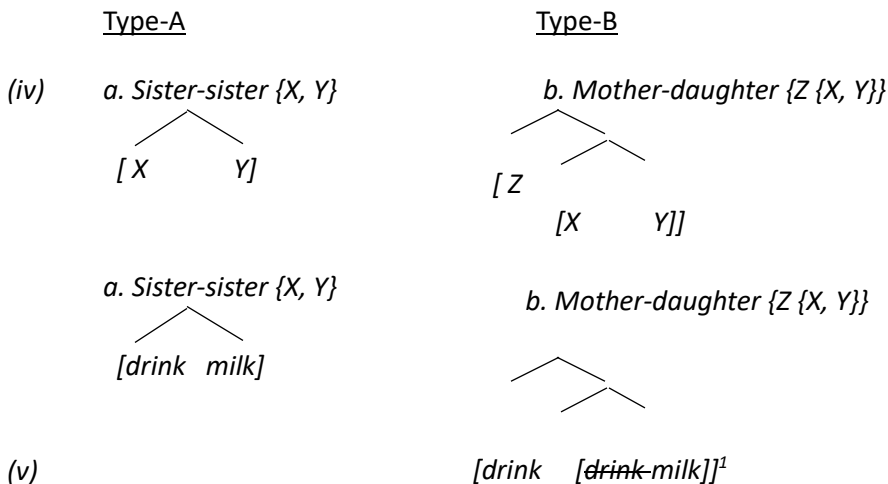 Type-A Type-B
(iv) a. Sister-sister {X, Y} b. Mother-daughter {Z {X, Y}}
[ X Y]
[ Z
[X Y]]
a. Sister-sister {X, Y} b. Mother-daughter {Z {X, Y}}
[drink milk]
(v) [drink [drink milk]]1